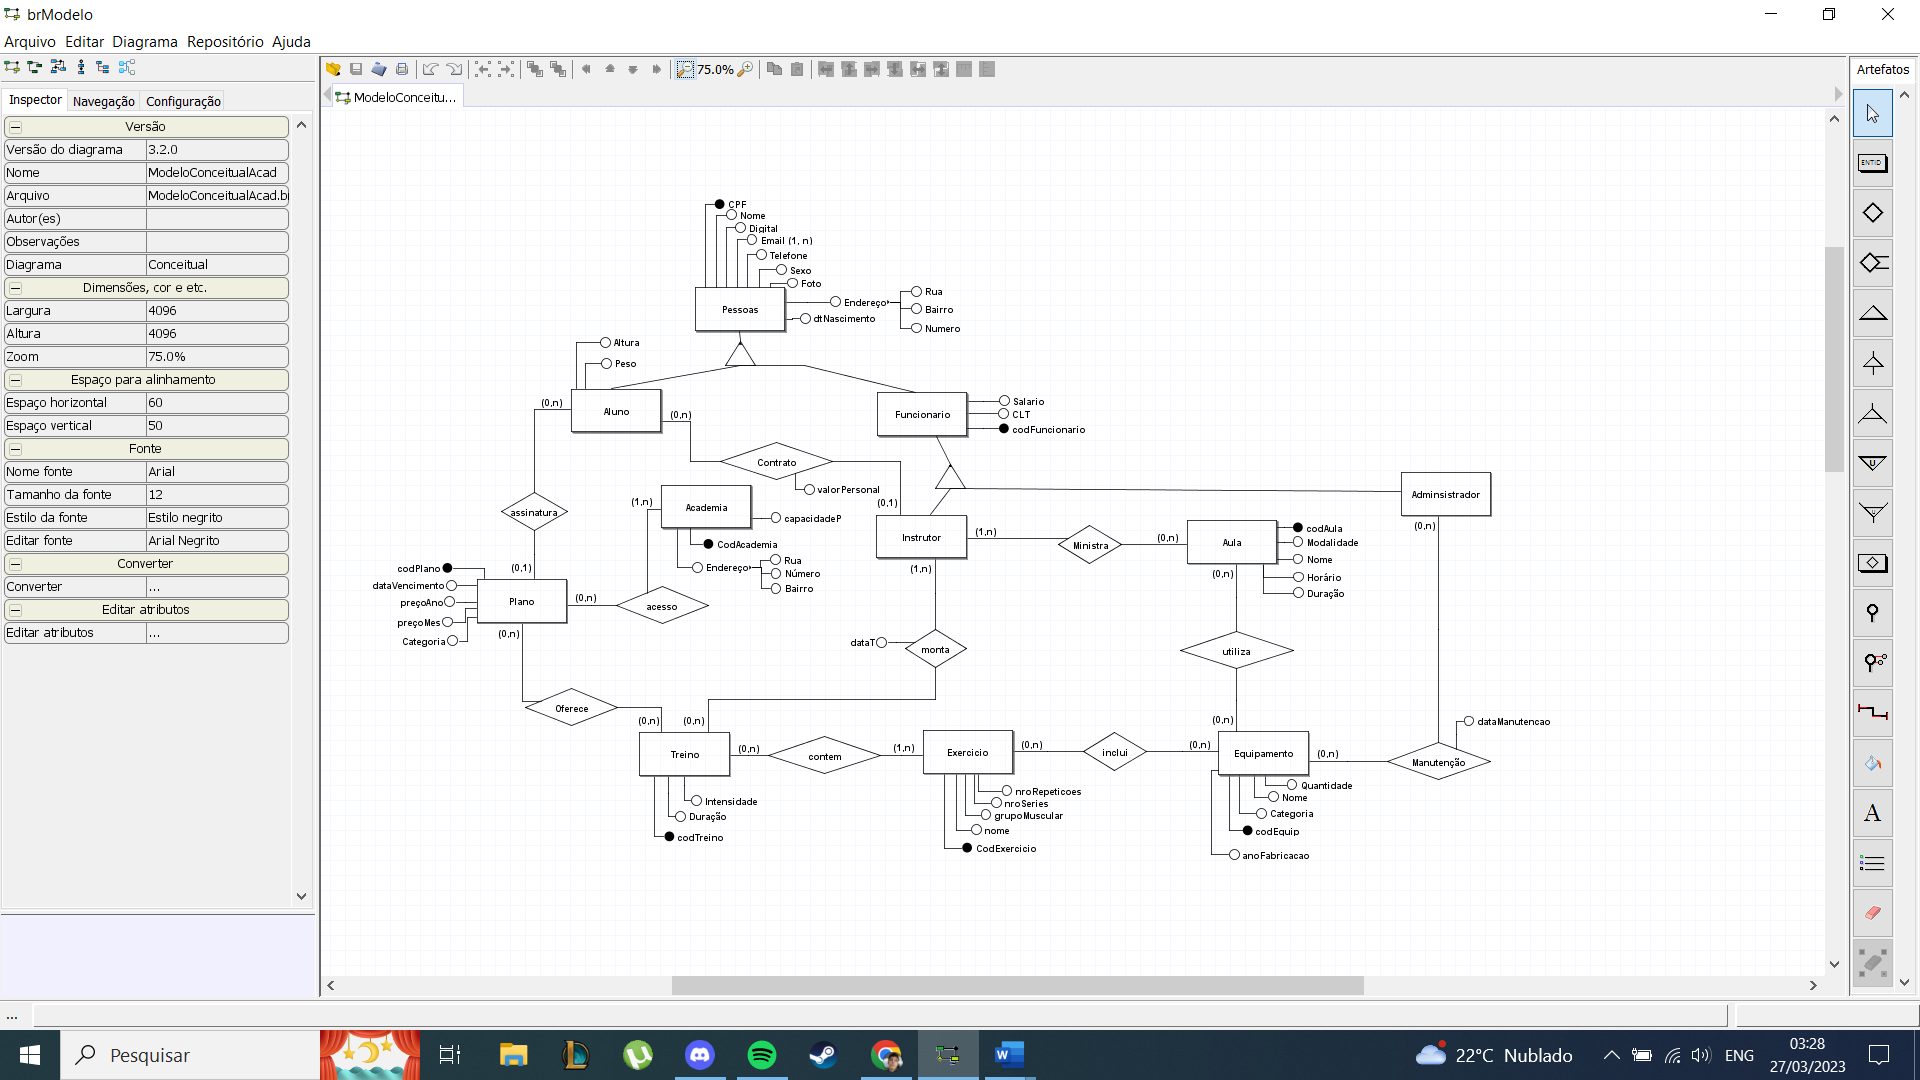 brModelo
Arquivo Editar Diagrama Repositório Ajuda
75.0%
Artefatos
Inspector Navegação Configuração
ModeloConceitu...
Versão
Versão do diagrama 3.2.0
Nome ModeloConceitualAcad
Arquivo ModeloConceitualAcad.b
Autor(es)
Observações
Diagrama Conceitual
Dimensões, cor e etc.
Largura 4096
Altura 4096
Zoom 75.0%
Espaço para alinhamento
Espaço horizontal 60
Espaço vertical 50
Fonte
Nome fonte Arial
Tamanho da fonte 12
Estilo da fonte Estilo negrito
Editar fonte Arial Negrito
Converter
Converter ...
Editar atributos
Editar atributos ...
CPF
Nome
Digital
Email (1, n)
Telefone
Sexo
Foto
Pessoas
Endereço
Rua
Bairro
Numero
dtNascimento
Altura
Peso
(0,n)
Aluno
(0,n)
Funcionario
Salario
CLT
codFuncionario
Contrato
valorPersonal
(0,1)
Adminsistrador
(0,n)
assinatura
(1,n)
Academia
capacidadeP
CodAcademia
Endereço
Rua
Número
Bairro
Instrutor
(1,n)
(1,n)
Ministra
(0,n)
Aula
(0,n)
codAula
Modalidade
Nome
Horário
Duração
codPlano
dataVencimento
preçoAno
preçoMes
Categoria
(0,1)
Plano
(0,n)
(0,n)
acesso
dataT
monta
utiliza
Oferece
(0,n)
(0,n)
(0,n)
dataManutencao
Treino
(0,n)
contem
(1,n)
Exercicio
(0,n)
inclui
(0,n)
Equipamento
(0,n)
Manutenção
Intensidade
Duração
codTreino
nroRepeticoes
nroSeries
grupoMuscular
nome
CodExercicio
Quantidade
Nome
Categoria
codEquip
anoFabricacao
ENTID
U
A
...
Pesquisar
W
22°C Nublado
ENG
03:28
27/03/2023